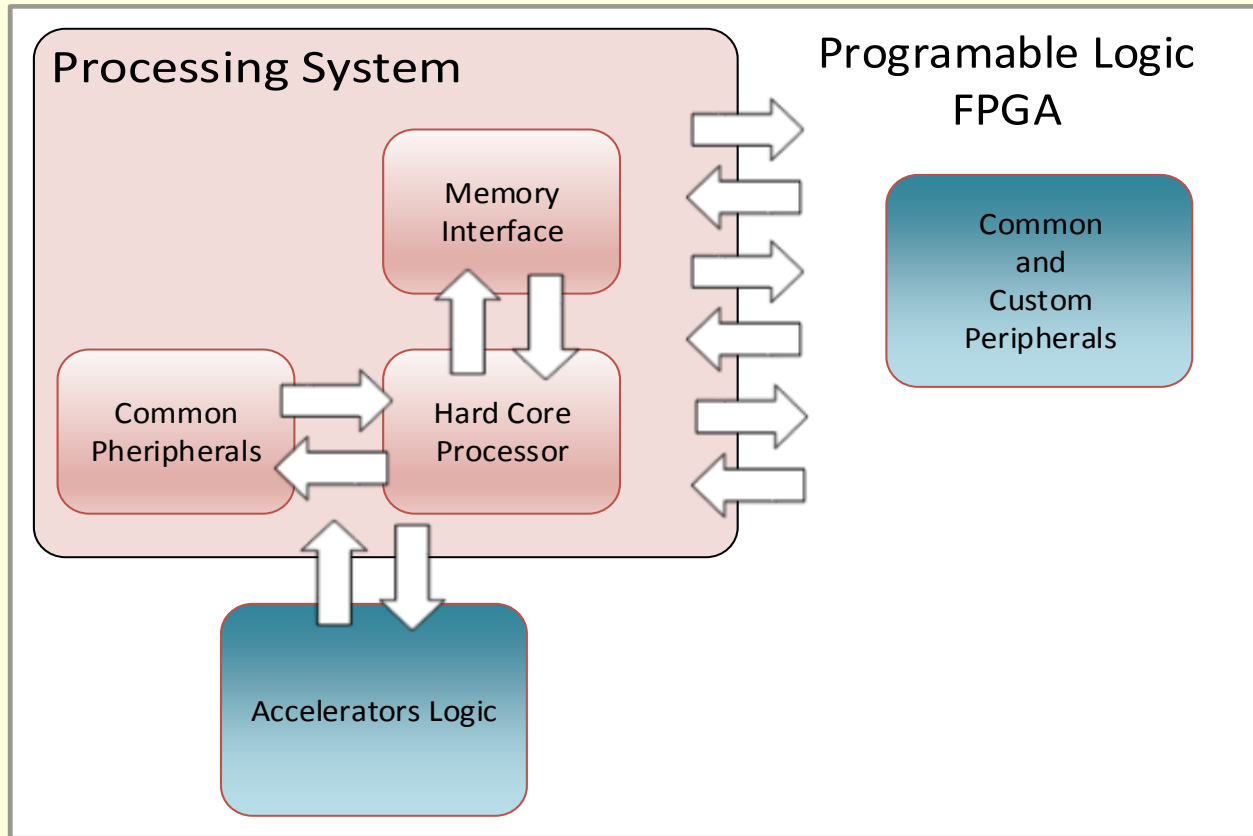 Processing System
Programable Logic
FPGA
Memory
Interface
Common
and
Custom
Peripherals
Common
Pheripherals
Hard Core
Processor
Accelerators Logic